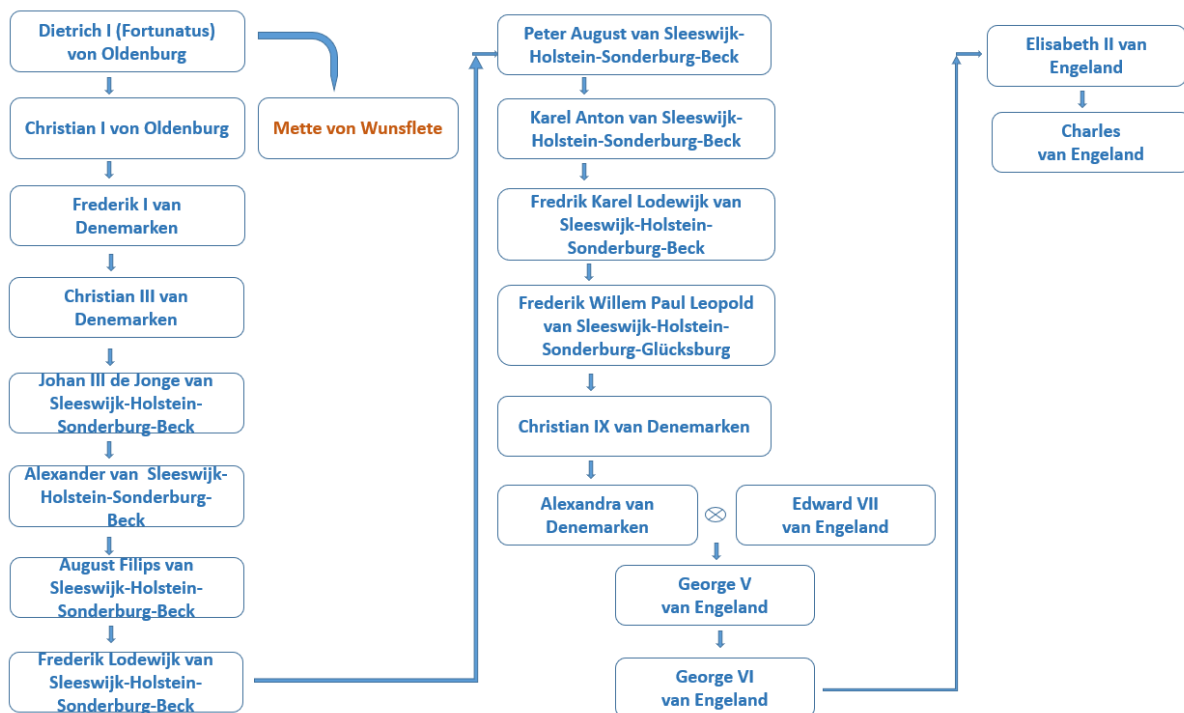 Dietrich I (Fortunatus)
von Oldenburg
Christian I von Oldenburg
Mette von Wunsflete
Frederik I van
Denemarken
Christian III van
Denemarken
Johan III de Jonge van
Sleeswijk-Holstein-
Sonderburg-Beck
Alexander van  Sleeswijk-
Holstein-Sonderburg-
Beck
August Filips van
Sleeswijk-Holstein-
Sonderburg-Beck
Frederik Lodewijk van
Sleeswijk-Holstein-
Sonderburg-Beck
Peter August van Sleeswijk-
Holstein-Sonderburg-Beck
Karel Anton van Sleeswijk-
Holstein-Sonderburg-Beck
Fredrik Karel Lodewijk van
Sleeswijk-Holstein-
Sonderburg-Beck
Frederik Willem Paul Leopold
van Sleeswijk-Holstein-
Sonderburg-Glücksburg
Christian IX van Denemarken
Alexandra van
Denemarken
Edward VII
van Engeland
George V
van Engeland
George VI
van Engeland
Elisabeth II van
Engeland
Charles
van Engeland